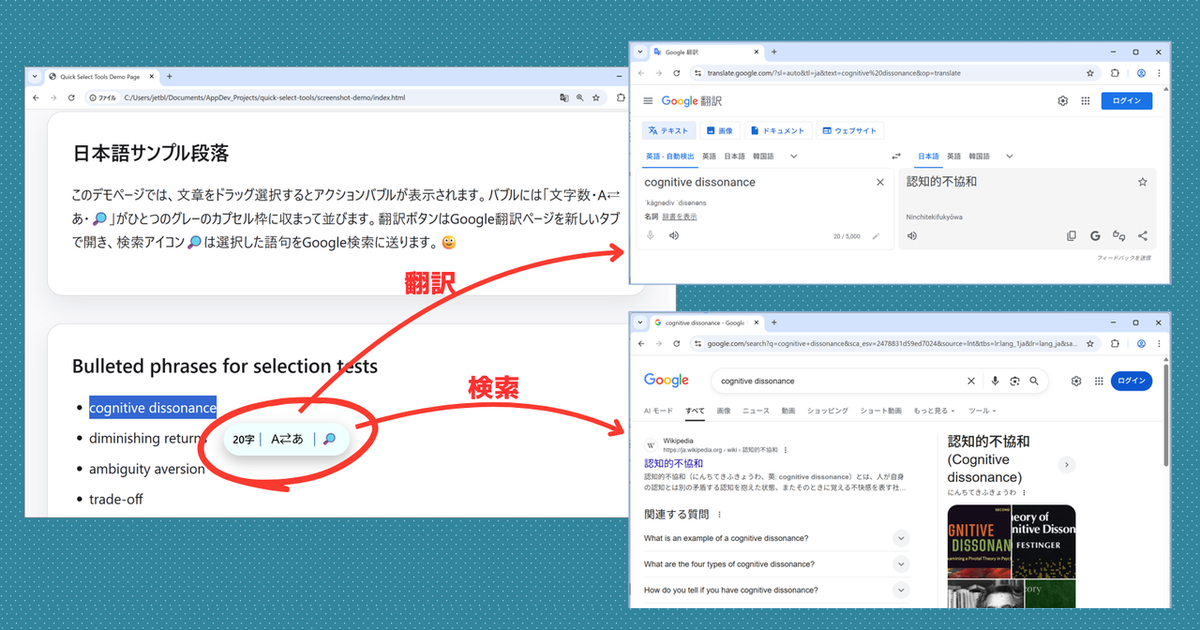 Quick Select Tools Demo Page
ファイル C:/Users/jetbl/Documents/AppDev_Projects/quick-select-tools/screenshot-demo/index.html
日本語サンプル段落
このデモページでは、文章をドラッグ選択するとアクションバブルが表示されます。バブルには「文字数・A⇄
あ・🔎」がひとつのグレーのカプセル枠に収まって並びます。翻訳ボタンはGoogle翻訳ページを新しいタブ
で開き、検索アイコン🔎は選択した語句をGoogle検索に送ります。😀
Bulleted phrases for selection tests
cognitive dissonance
diminishing returns
ambiguity aversion
trade-off
20字 | A⇄あ | 🔎
翻訳
検索
Google 翻訳
translate.google.com/?sl=auto&tl=ja&text=cognitive%20dissonance&op=translate
Google 翻訳
ログイン
テキスト 画像 ドキュメント ウェブサイト
英語 - 自動検出 英語 日本語 韓国語
日本語 英語 韓国語
cognitive dissonance
ˈkägnədiv ˈdisənəns
名詞 辞書を表示
20 / 5,000
認知的不協和
Ninchitekifukyōwa
フィードバックを送信
cognitive dissonance - Google
google.com/search?q=cognitive+dissonance&sca_esv=2478831d59ed7024&source=lnt&tbs=lr:lang_1ja&lr=lang_ja&sa...
Google
cognitive dissonance
ログイン
AI モード すべて 画像 ニュース 動画 ショッピング ショート動画 もっと見る ツール
W
Wikipedia
https://ja.wikipedia.org › wiki › 認知的不協和
認知的不協和
認知的不協和（にんちてきふきょうわ、英: cognitive dissonance）とは、人が自身
の認知とは別の矛盾する認知を抱えた状態、またそのときに覚える不快感を表す社...
関連する質問
What is an example of a cognitive dissonance?
What are the four types of cognitive dissonance?
How do you tell if you have cognitive dissonance?
認知的不協和
(Cognitive
dissonance)
にんちてきふきょうわ
SECOND
GNITIVE
DISSONAN
amining a Pivotal Theory in Psyc
eory of
nitive Disson
FESTINGER
ory